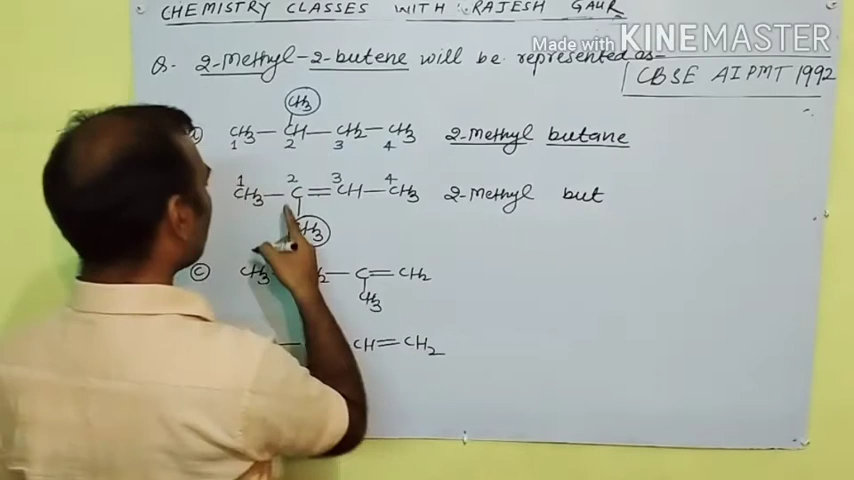 CHEMISTRY CLASSES WITH :- RAJESH GAUR
Made with KINEMASTER
Q. 2-Methyl-2-butene will be represented as-
CBSE AIPMT 1992
CH3
CH3 — CH — CH2 — CH3 2-Methyl butane
1 2 3 4
1 2 3 4
CH3 — C = CH — CH3 2-Methyl but
CH3
(C) CH3 — C = CH2
CH3
CH = CH2